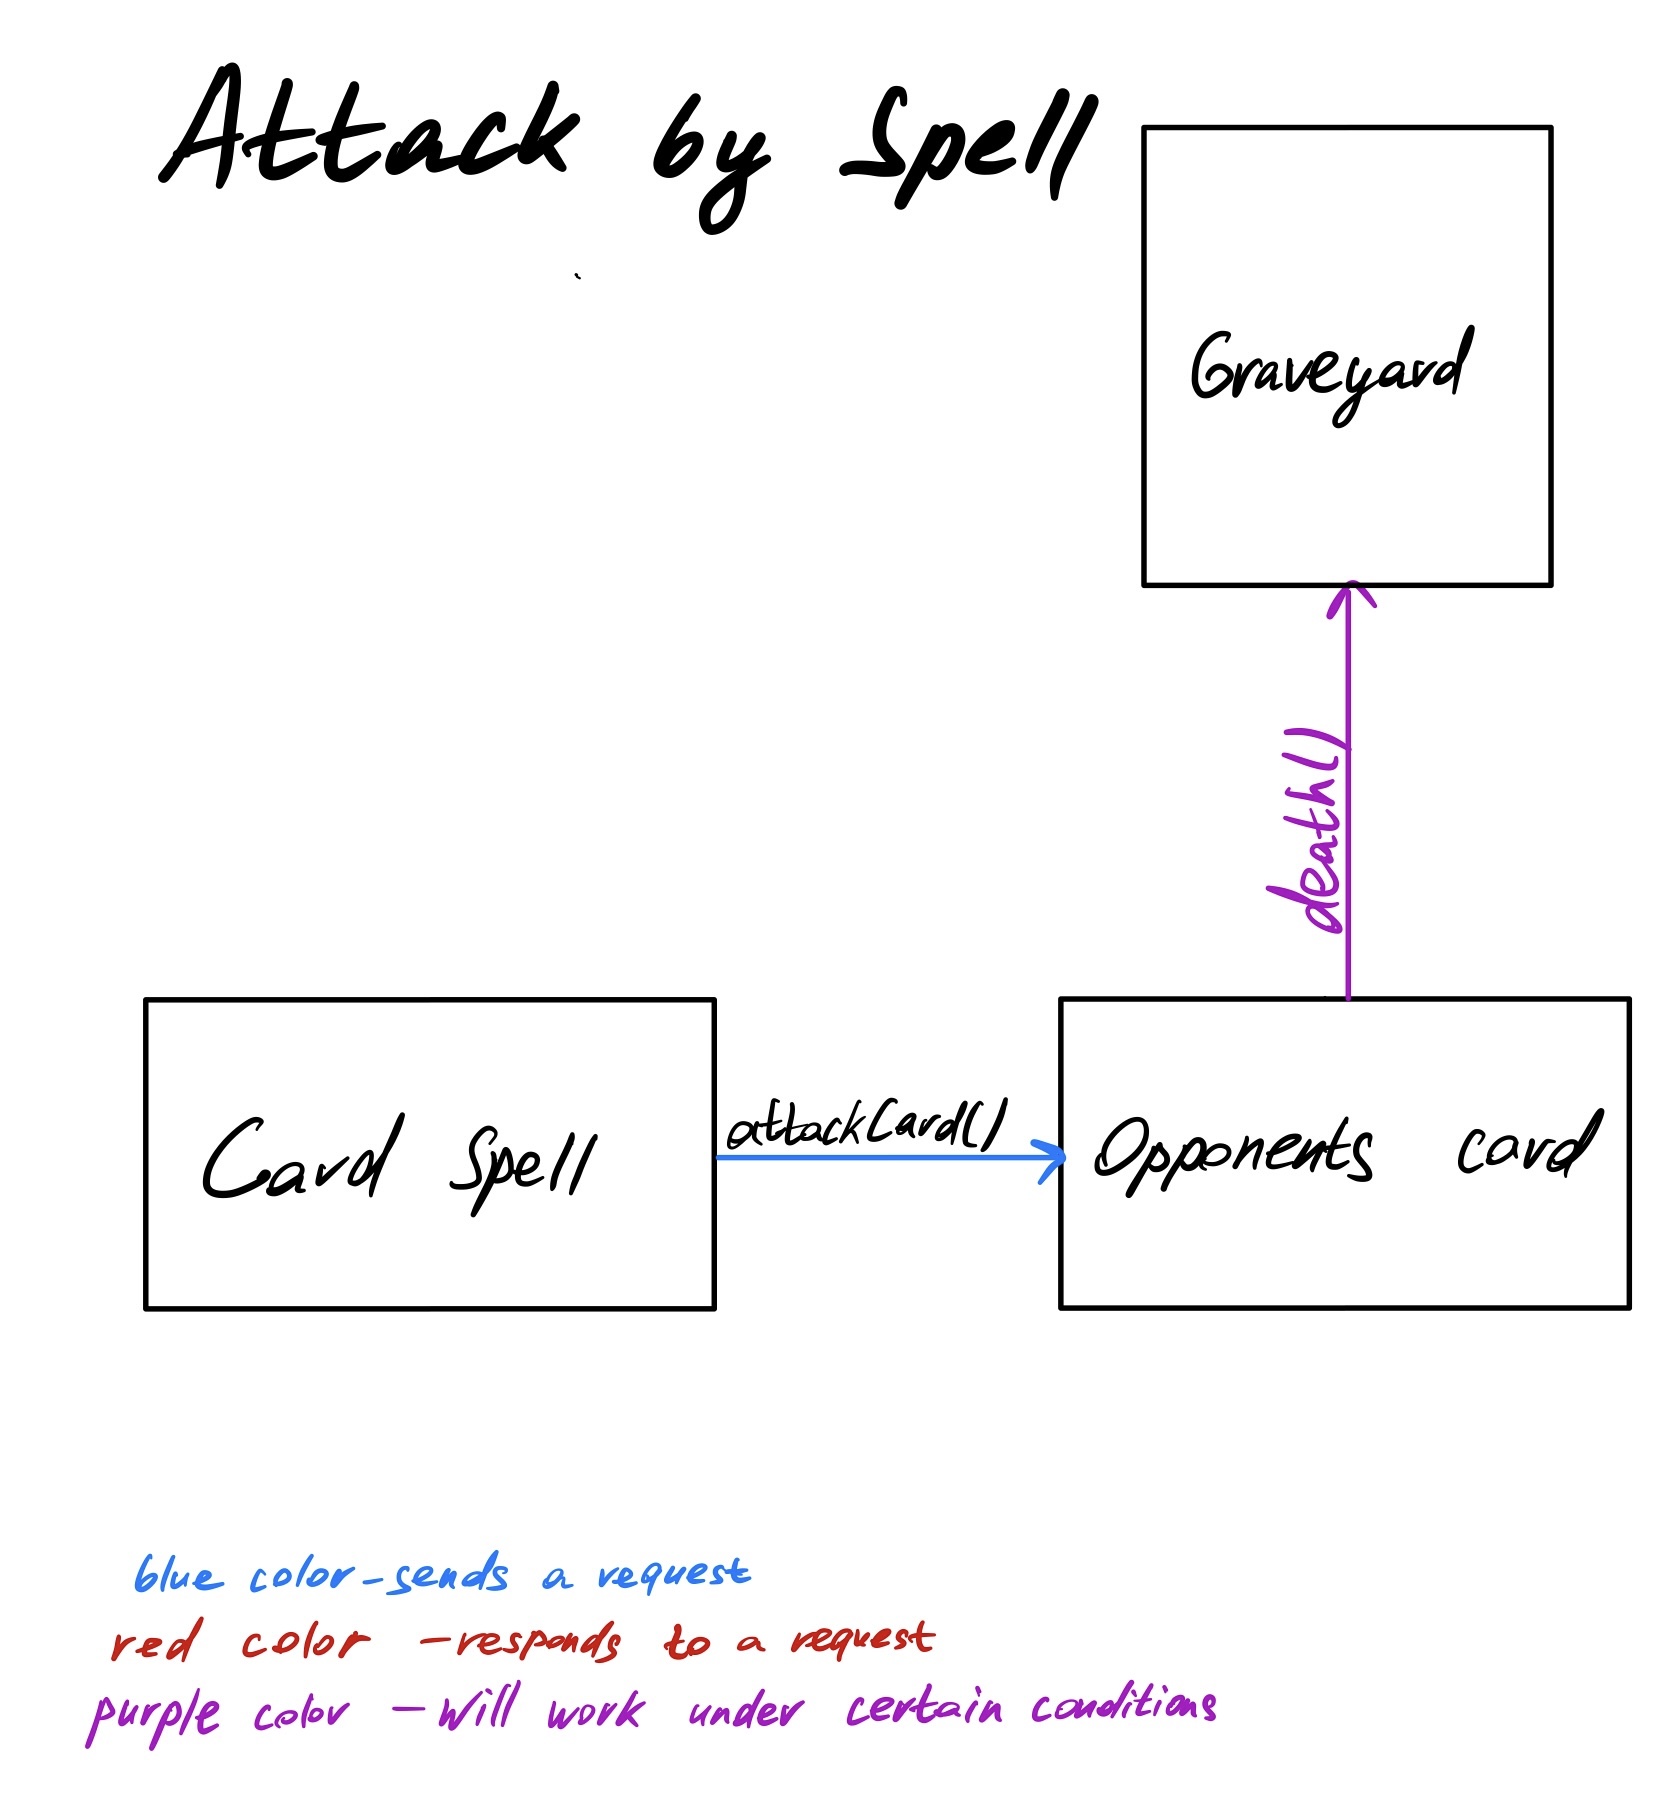 Attack by Spell
Graveyard
death()
Card Spell
attackCard()
Opponents card
blue color - sends a request
red color - responds to a request
purple color - will work under certain conditions